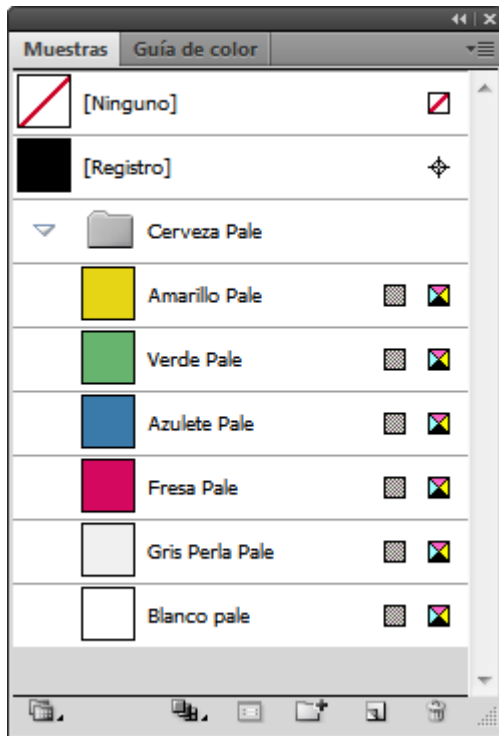 Muestras Guía de color
[Ninguno]
[Registro]
Cerveza Pale
Amarillo Pale
Verde Pale
Azulete Pale
Fresa Pale
Gris Perla Pale
Blanco pale